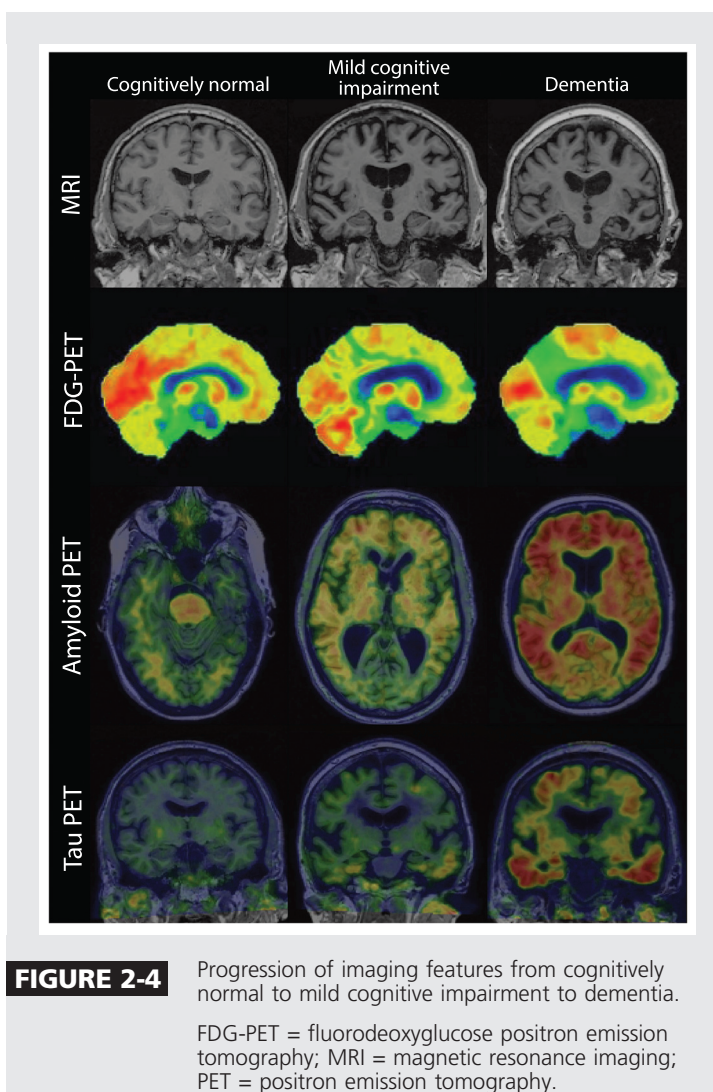 Cognitively normal
Mild cognitive
impairment
Dementia
MRI
FDG-PET
Amyloid PET
Tau PET
FIGURE 2-4
Progression of imaging features from cognitively
normal to mild cognitive impairment to dementia.
FDG-PET = fluorodeoxyglucose positron emission
tomography; MRI = magnetic resonance imaging;
PET = positron emission tomography.